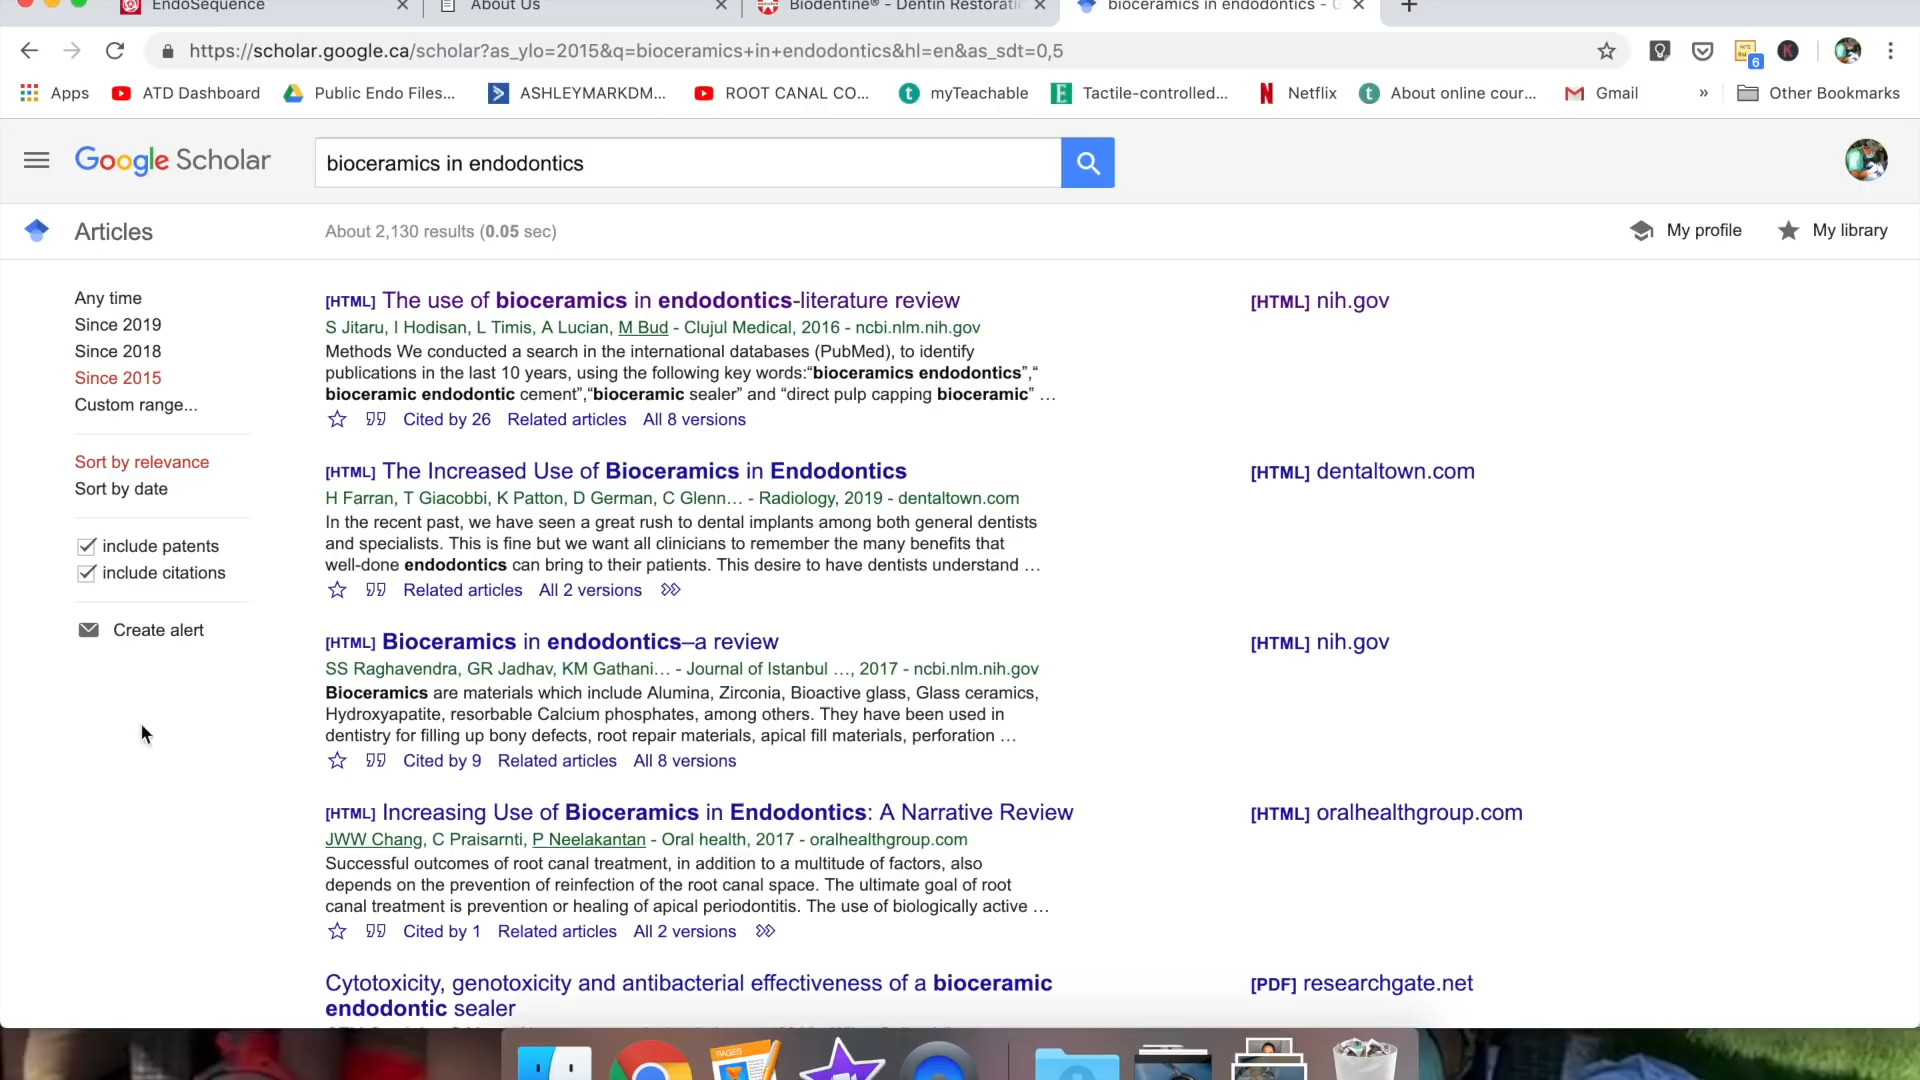 EndoSequence
About Us
Biodentine® - Dentin Restorati
bioceramics in endodontics - G
https://scholar.google.ca/scholar?as_ylo=2015&q=bioceramics+in+endodontics&hl=en&as_sdt=0,5
6
Apps
ATD Dashboard
Public Endo Files...
ASHLEYMARKDM...
ROOT CANAL CO...
myTeachable
Tactile-controlled...
Netflix
About online cour...
Gmail
»
Other Bookmarks
Google Scholar
bioceramics in endodontics
Articles
About 2,130 results (0.05 sec)
My profile
My library
Any time
Since 2019
Since 2018
Since 2015
Custom range...
Sort by relevance
Sort by date
include patents
include citations
Create alert
[HTML] The use of bioceramics in endodontics-literature review
S Jitaru, I Hodisan, L Timis, A Lucian, M Bud - Clujul Medical, 2016 - ncbi.nlm.nih.gov
Methods We conducted a search in the international databases (PubMed), to identify
publications in the last 10 years, using the following key words:“bioceramics endodontics”,“
bioceramic endodontic cement”,“bioceramic sealer” and “direct pulp capping bioceramic” …
Cited by 26 Related articles All 8 versions
[HTML] nih.gov
[HTML] The Increased Use of Bioceramics in Endodontics
H Farran, T Giacobbi, K Patton, D German, C Glenn… - Radiology, 2019 - dentaltown.com
In the recent past, we have seen a great rush to dental implants among both general dentists
and specialists. This is fine but we want all clinicians to remember the many benefits that
well-done endodontics can bring to their patients. This desire to have dentists understand …
Related articles All 2 versions
[HTML] dentaltown.com
[HTML] Bioceramics in endodontics–a review
SS Raghavendra, GR Jadhav, KM Gathani… - Journal of Istanbul …, 2017 - ncbi.nlm.nih.gov
Bioceramics are materials which include Alumina, Zirconia, Bioactive glass, Glass ceramics,
Hydroxyapatite, resorbable Calcium phosphates, among others. They have been used in
dentistry for filling up bony defects, root repair materials, apical fill materials, perforation …
Cited by 9 Related articles All 8 versions
[HTML] nih.gov
[HTML] Increasing Use of Bioceramics in Endodontics: A Narrative Review
JWW Chang, C Praisarnti, P Neelakantan - Oral health, 2017 - oralhealthgroup.com
Successful outcomes of root canal treatment, in addition to a multitude of factors, also
depends on the prevention of reinfection of the root canal space. The ultimate goal of root
canal treatment is prevention or healing of apical periodontitis. The use of biologically active …
Cited by 1 Related articles All 2 versions
[HTML] oralhealthgroup.com
Cytotoxicity, genotoxicity and antibacterial effectiveness of a bioceramic
endodontic sealer
[PDF] researchgate.net
PAGES